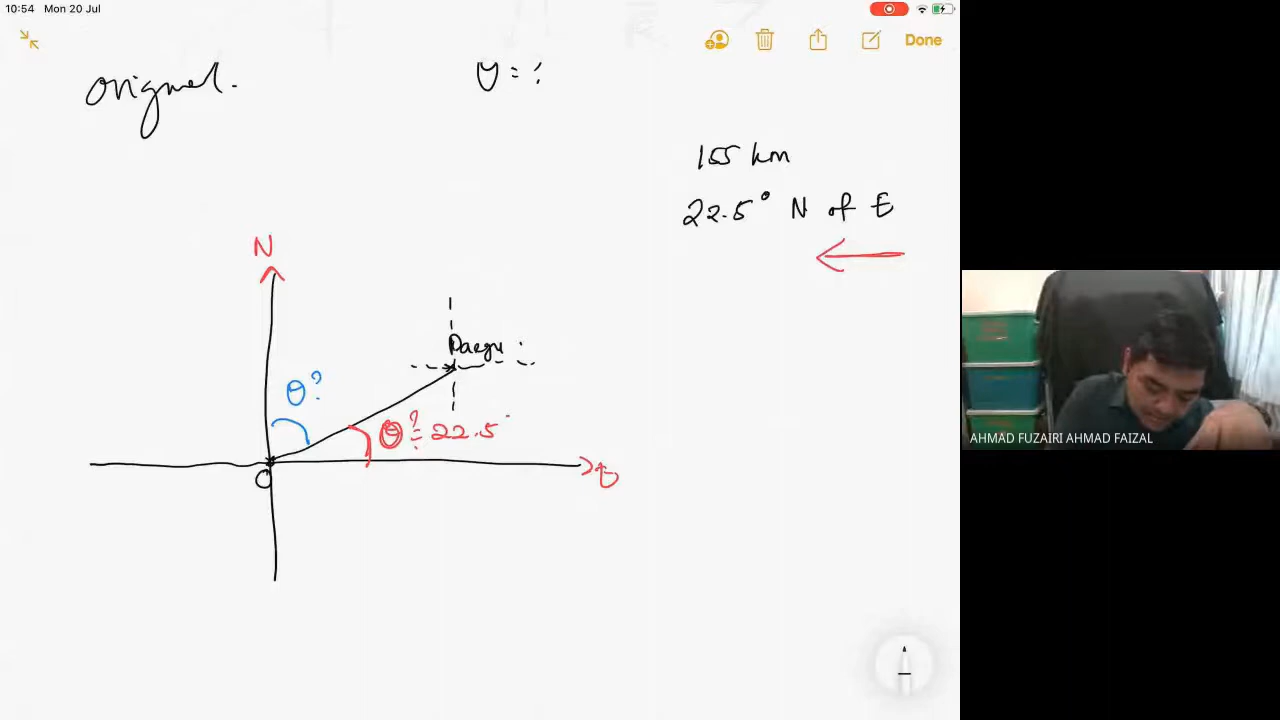 10:54 Mon 20 Jul
Done
original.
θ = ?
155 km
22.5° N of E
N
Daegu
θ?
θ? = 22.5°
E
O
AHMAD FUZAIRI AHMAD FAIZAL